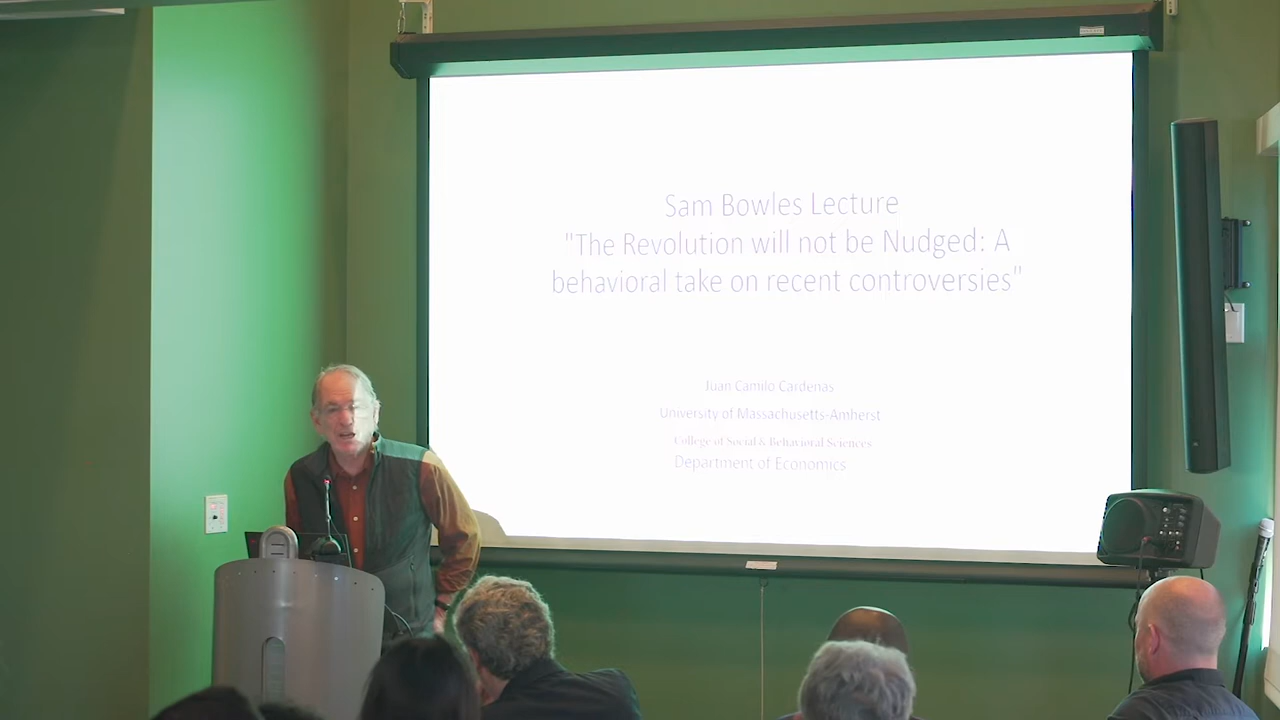 Sam Bowles Lecture
"The Revolution will not be Nudged: A
behavioral take on recent controversies"
Juan Camilo Cardenas
University of Massachusetts-Amherst
College of Social & Behavioral Sciences
Department of Economics